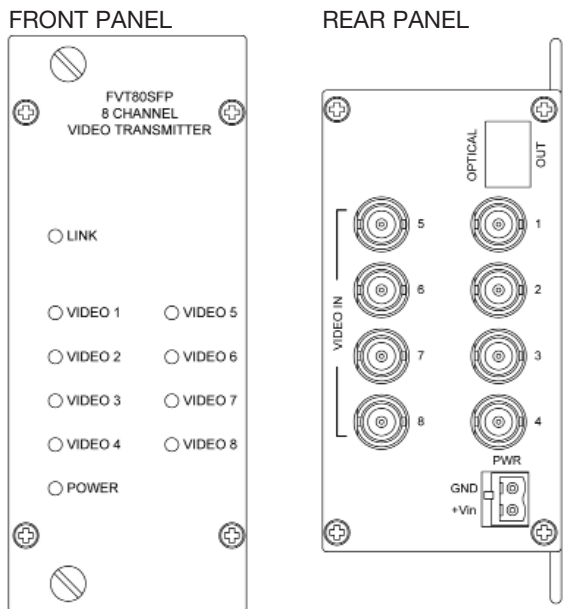 FRONT PANEL
FVT80SFP
8 CHANNEL
VIDEO TRANSMITTER
LINK
VIDEO 1
VIDEO 5
VIDEO 2
VIDEO 6
VIDEO 3
VIDEO 7
VIDEO 4
VIDEO 8
POWER
REAR PANEL
OPTICAL
OUT
VIDEO IN
5
1
6
2
7
3
8
4
PWR
GND
+Vin